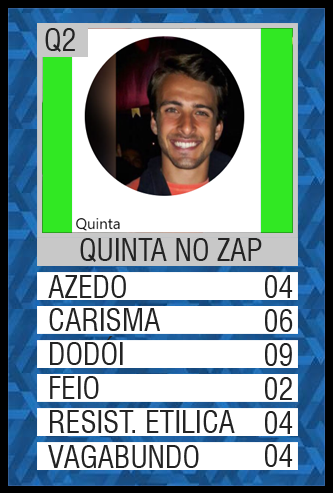 Q2
Quinta
QUINTA NO ZAP
AZEDO 04
CARISMA 06
DODÓI 09
FEIO 02
RESIST. ETILICA 04
VAGABUNDO 04